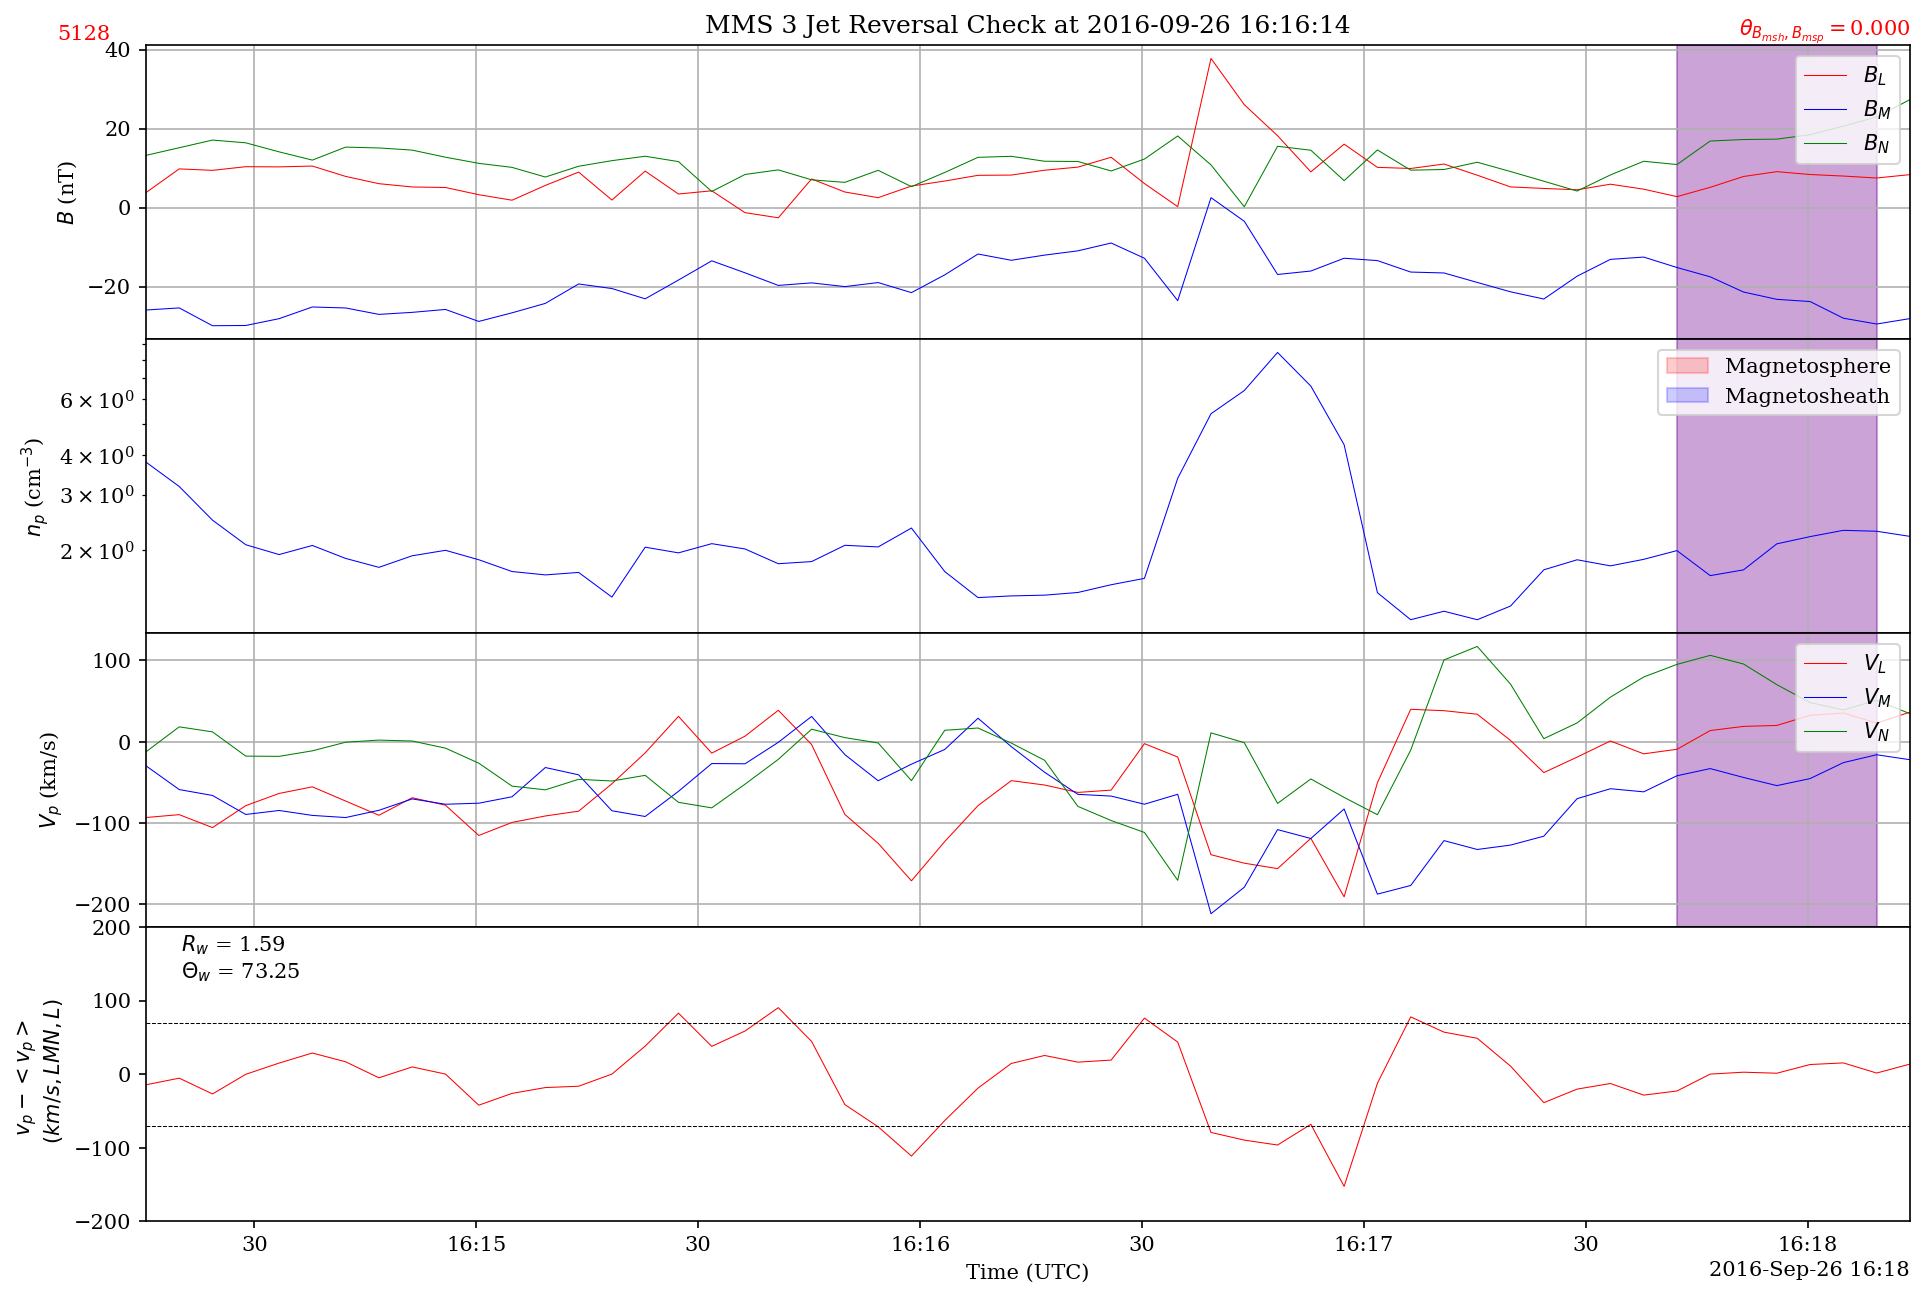 MMS 3 Jet Reversal Check at 2016-09-26 16:16:14
5128
θ_{B_{msh}, B_{msp}} = 0.000
40
20
0
−20
B (nT)
B_L
B_M
B_N
6 × 10^0
4 × 10^0
3 × 10^0
2 × 10^0
n_p (cm^{−3})
Magnetosphere
Magnetosheath
100
0
−100
−200
V_p (km/s)
V_L
V_M
V_N
200
100
0
−100
−200
v_p − < v_p >
(km/s, LMN, L)
R_w = 1.59
Θ_w = 73.25
30 16:15 30 16:16 30 16:17 30 16:18
Time (UTC)
2016-Sep-26 16:18